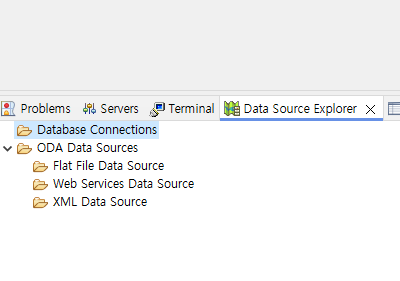 Problems Servers Terminal Data Source Explorer
Database Connections
ODA Data Sources
Flat File Data Source
Web Services Data Source
XML Data Source